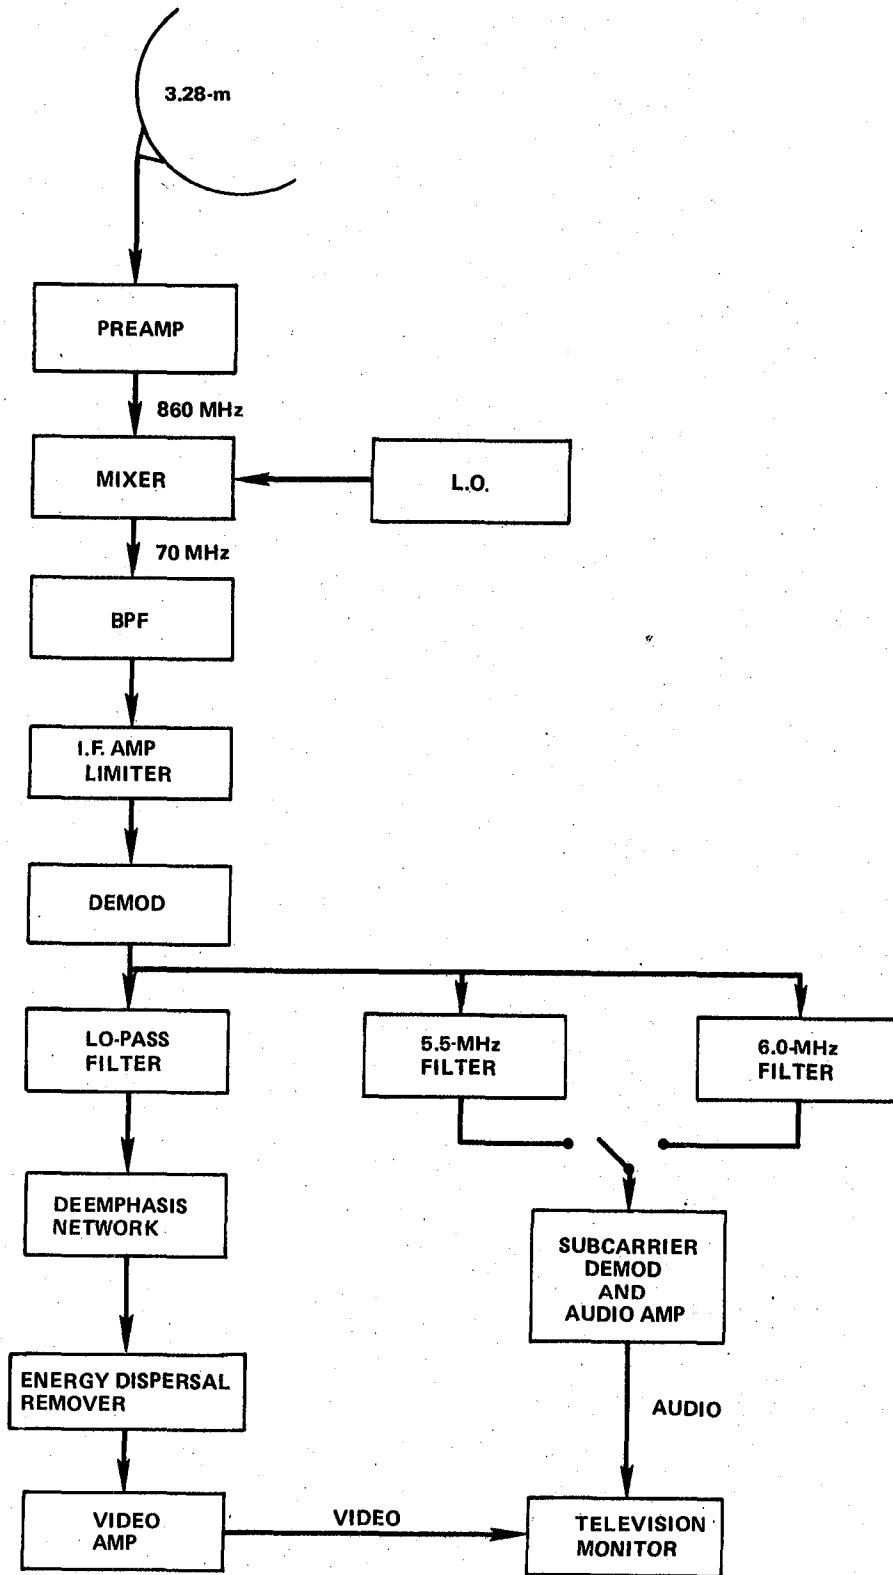 3.28-m
PREAMP
860 MHz
MIXER
L.O.
70 MHz
BPF
I.F. AMP
LIMITER
DEMOD
LO-PASS
FILTER
5.5-MHz
FILTER
6.0-MHz
FILTER
DEEMPHASIS
NETWORK
SUBCARRIER
DEMOD
AND
AUDIO AMP
ENERGY DISPERSAL
REMOVER
AUDIO
VIDEO
AMP
VIDEO
TELEVISION
MONITOR